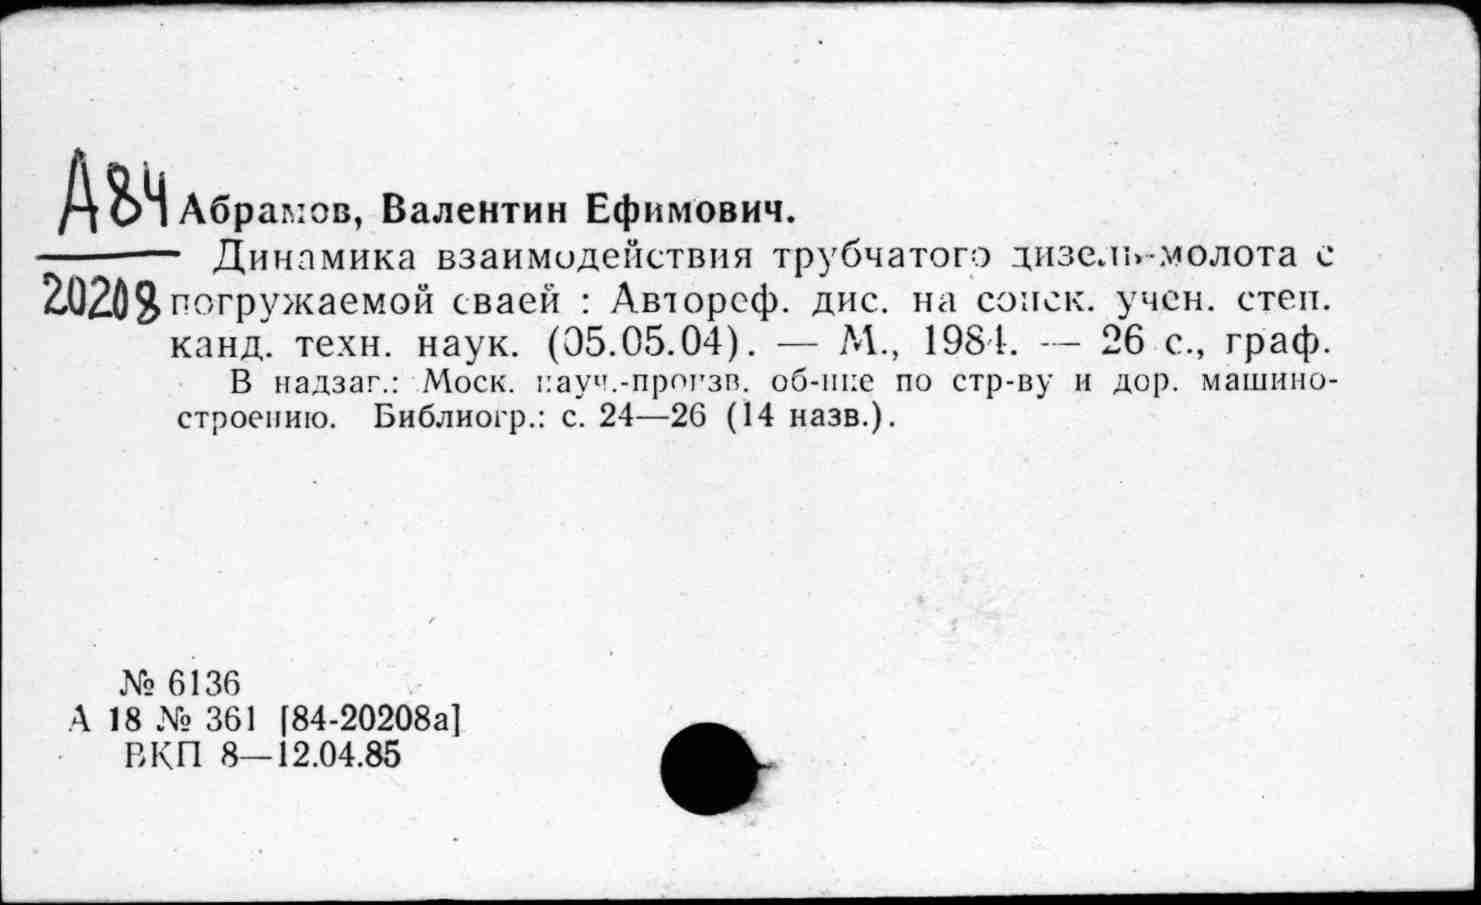 А84 Абрамов, Валентин Ефимович.
Динамика взаимодействия трубчатого дизель-молота с
20208 погружаемой сваей : Автореф. дис. на соиск. учен. степ.
канд. техн. наук. (05.05.04). — М., 1984. — 26 с., граф.
В надзаг.: Моск. науч.-произв. об-ние по стр-ву и дор. машино-
строению. Библиогр.: с. 24—26 (14 назв.).
№ 6136
А 18 № 361 [84-20208а]
ВКП 8—12.04.85